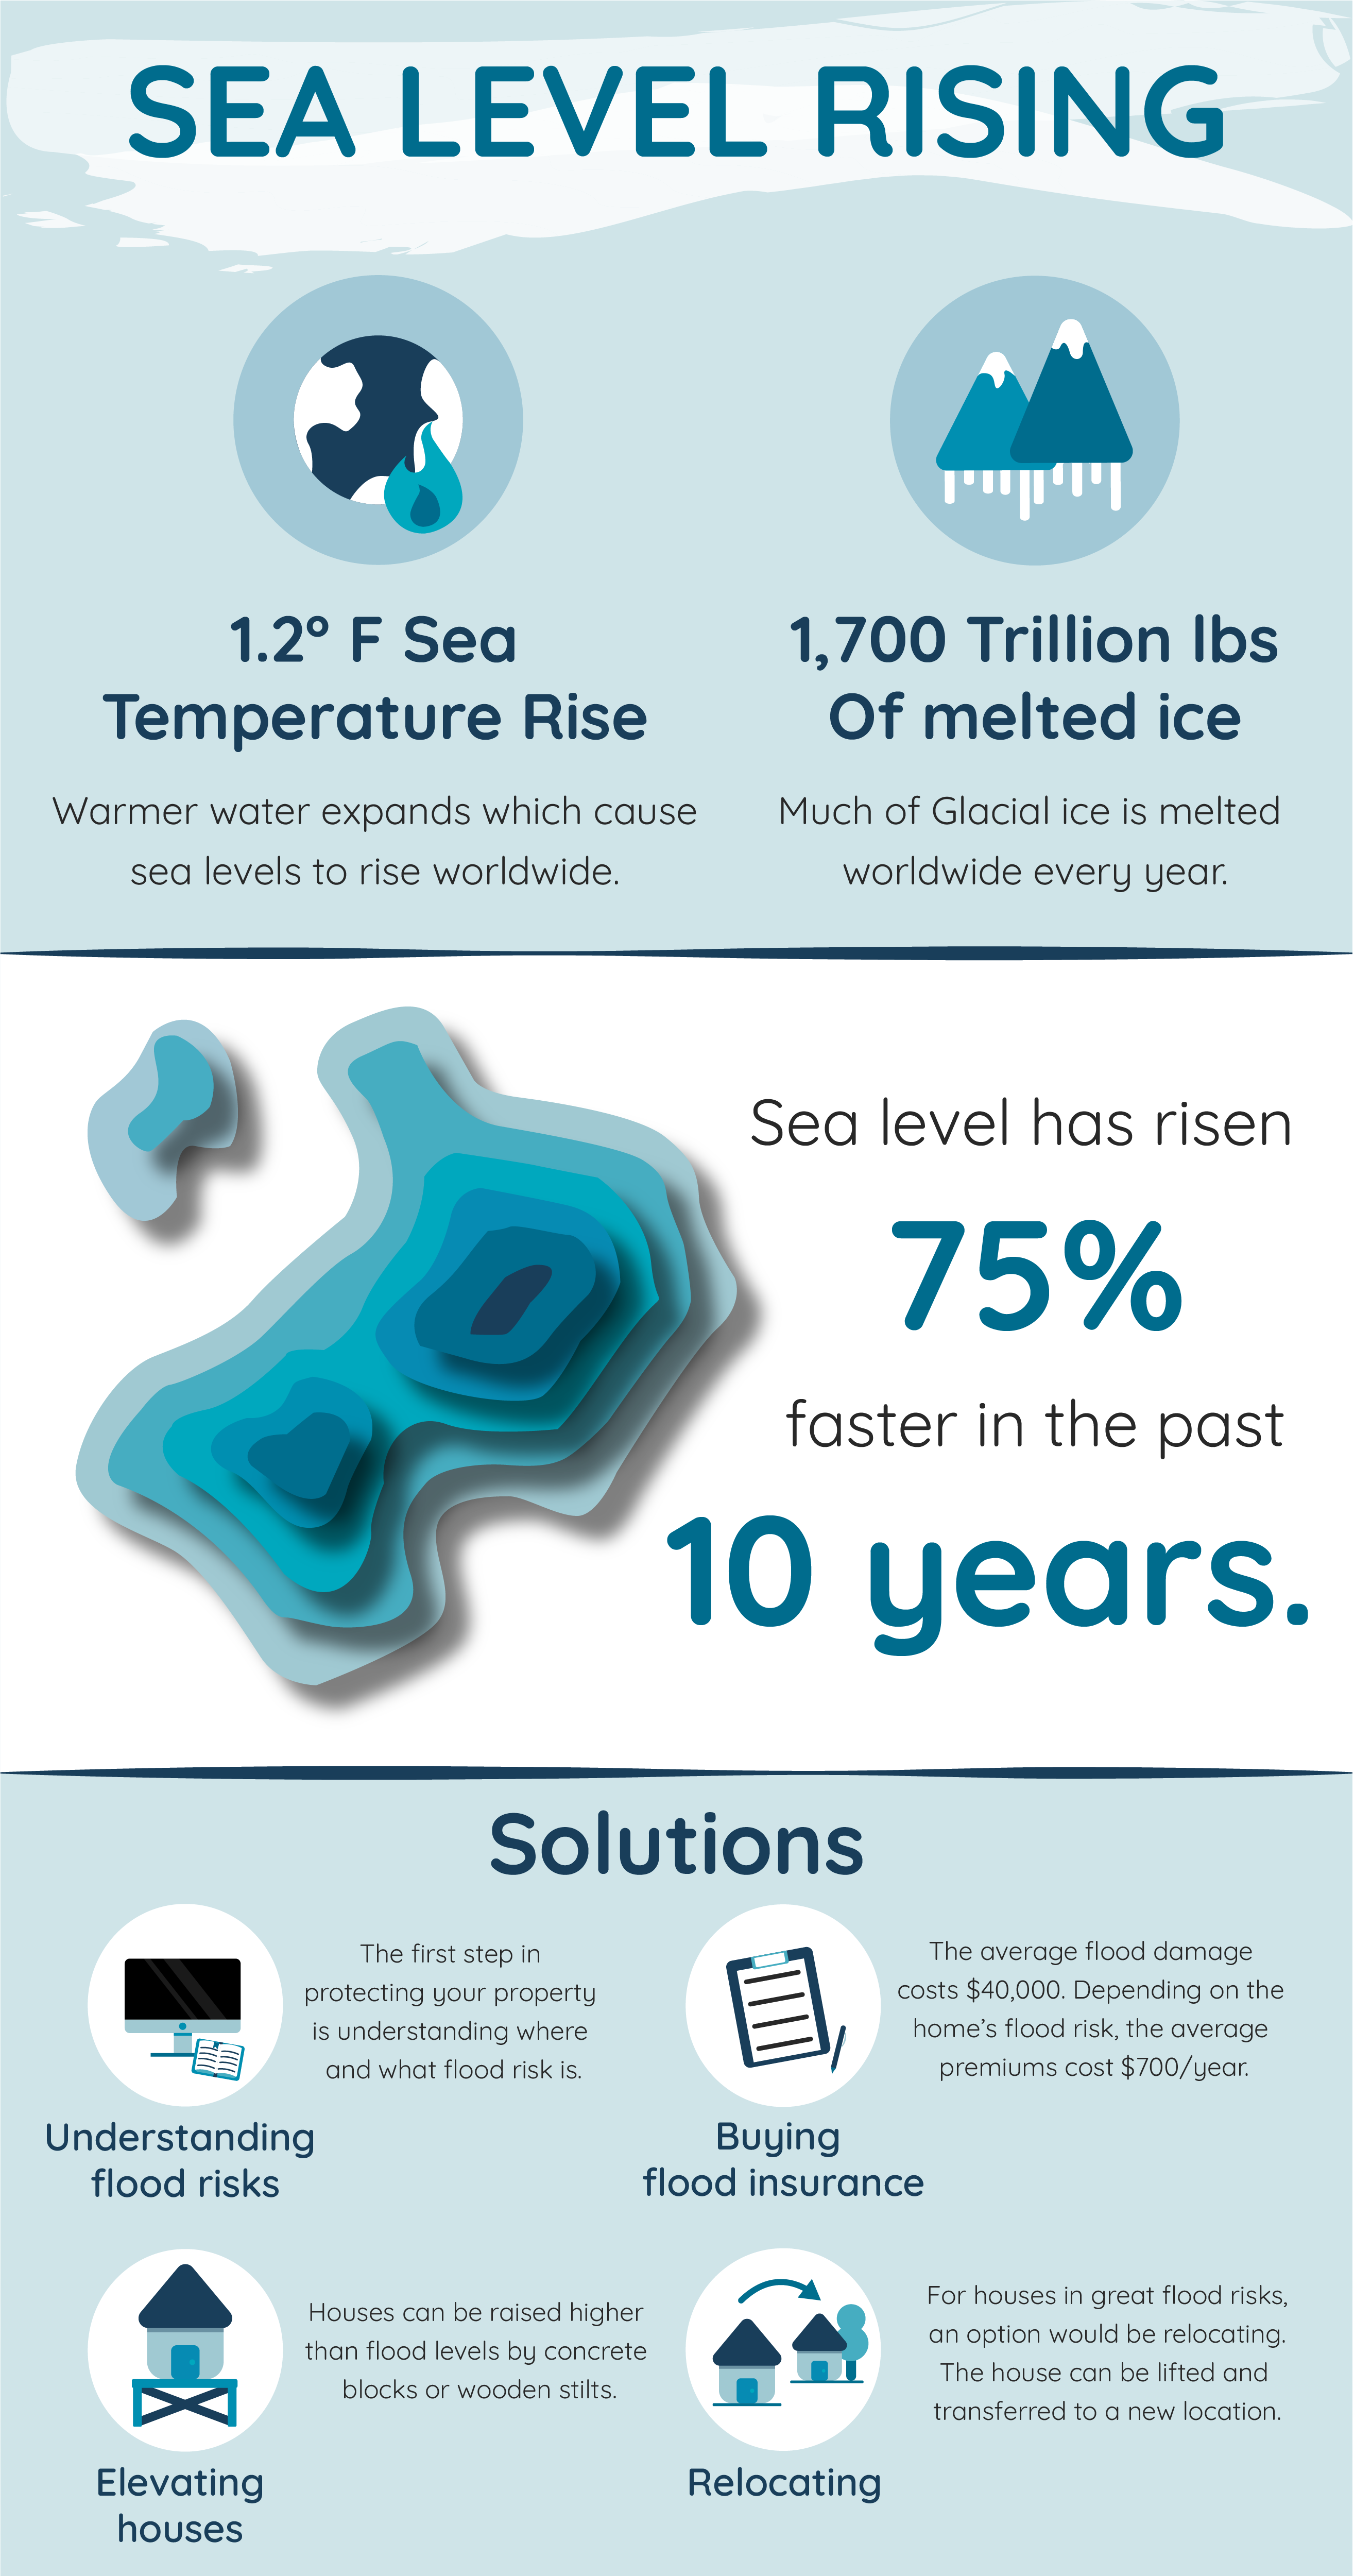 SEA LEVEL RISING
1.2° F Sea
Temperature Rise
Warmer water expands which cause
sea levels to rise worldwide.
1,700 Trillion lbs
Of melted ice
Much of Glacial ice is melted
worldwide every year.
Sea level has risen
75%
faster in the past
10 years.
Solutions
The first step in
protecting your property
is understanding where
and what flood risk is.
Understanding
flood risks
The average flood damage
costs $40,000. Depending on the
home's flood risk, the average
premiums cost $700/year.
Buying
flood insurance
Houses can be raised higher
than flood levels by concrete
blocks or wooden stilts.
Elevating
houses
For houses in great flood risks,
an option would be relocating.
The house can be lifted and
transferred to a new location.
Relocating